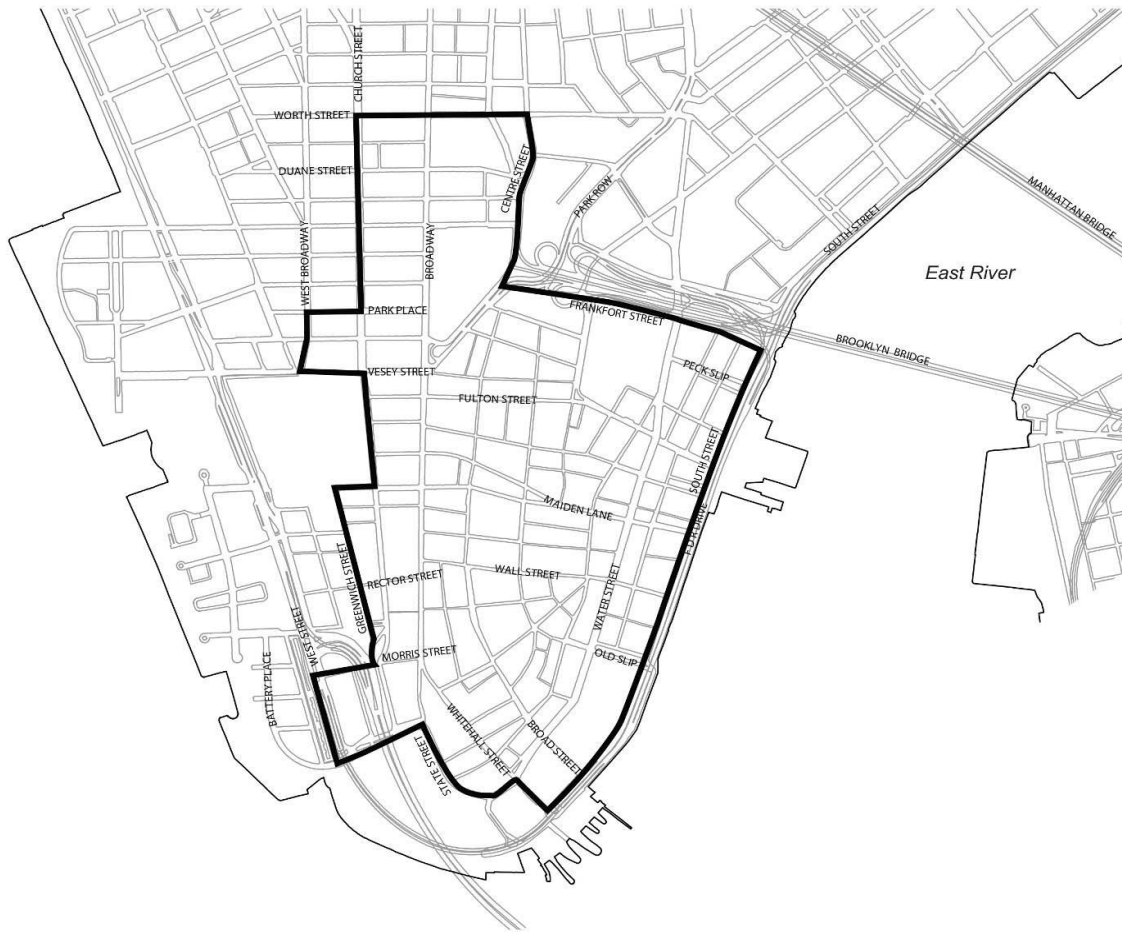 CHURCH STREET
WORTH STREET
DUANE STREET
CENTRE STREET
PARK ROW
MANHATTAN BRIDGE
SOUTH STREET
WEST BROADWAY
BROADWAY
East River
PARK PLACE
FRANKFORT STREET
BROOKLYN BRIDGE
VESEY STREET
PECK SLIP
FULTON STREET
SOUTH STREET
MAIDEN LANE
F D R DRIVE
GREENWICH STREET
RECTOR STREET
WALL STREET
WATER STREET
WEST STREET
MORRIS STREET
OLD SLIP
BATTERY PLACE
WHITEHALL STREET
BROAD STREET
STATE STREET